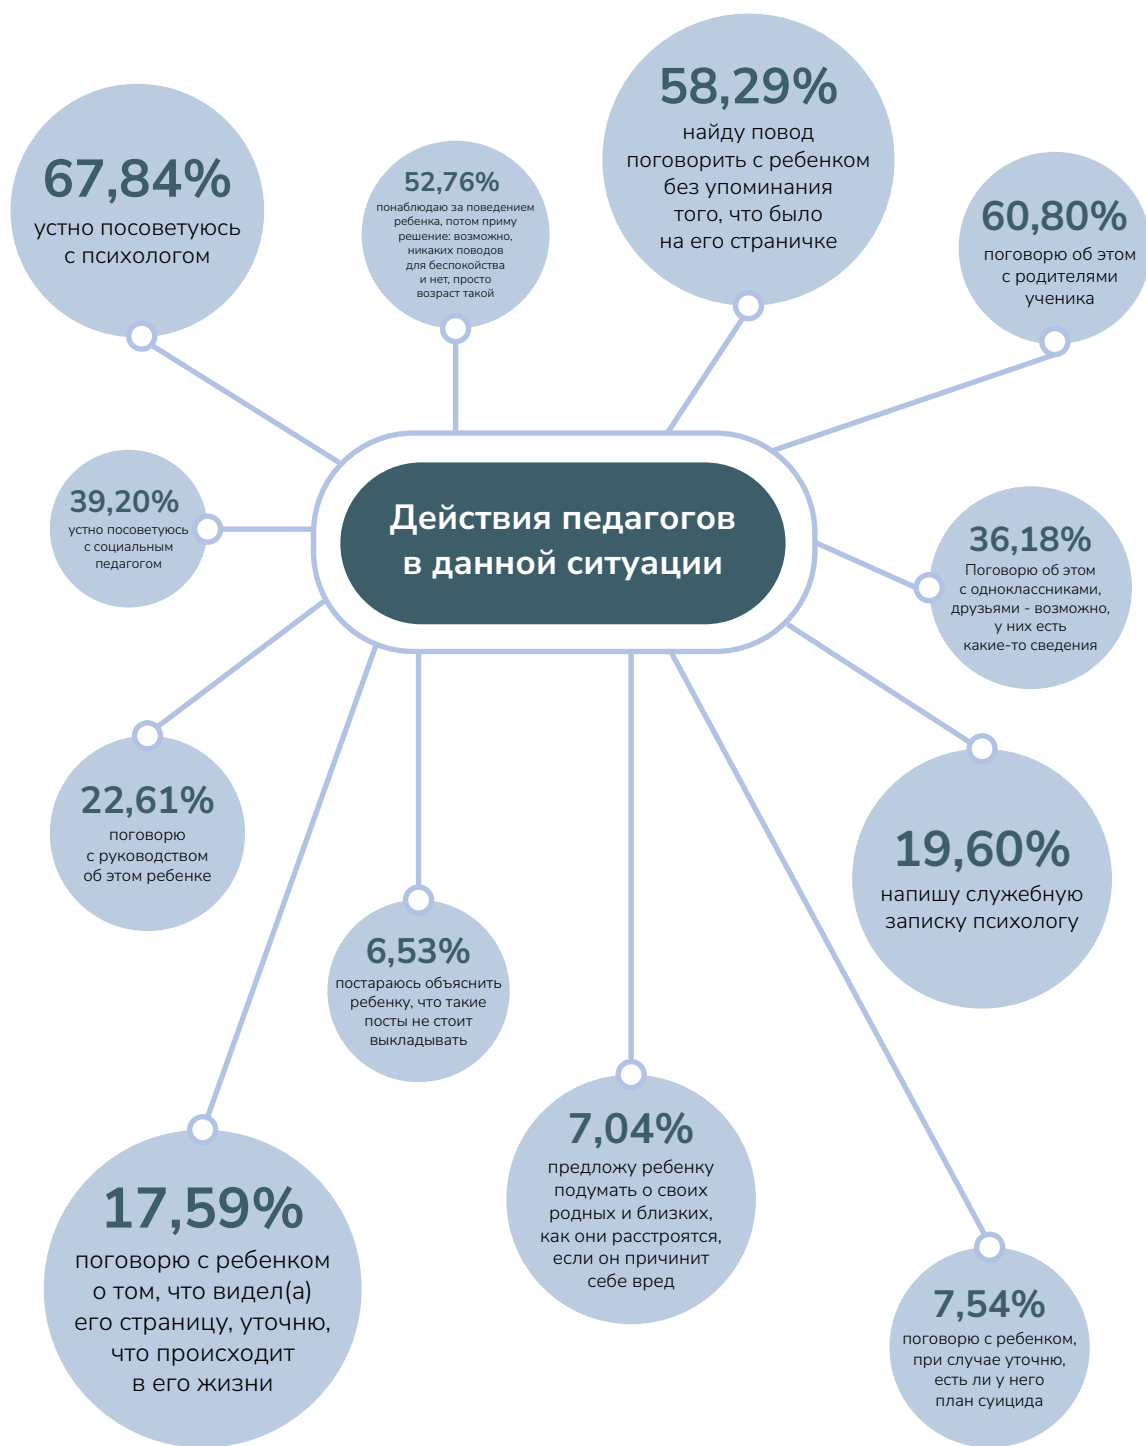 67,84%
устно посоветуюсь
с психологом
52,76%
понаблюдаю за поведением
ребенка, потом приму
решение: возможно,
никаких поводов
для беспокойства
и нет, просто
возраст такой
58,29%
найду повод
поговорить с ребенком
без упоминания
того, что было
на его страничке
60,80%
поговорю об этом
с родителями
ученика
39,20%
устно посоветуюсь
с социальным
педагогом
Действия педагогов
в данной ситуации
36,18%
Поговорю об этом
с одноклассниками,
друзьями - возможно,
у них есть
какие-то сведения
22,61%
поговорю
с руководством
об этом ребенке
6,53%
постараюсь объяснить
ребенку, что такие
посты не стоит
выкладывать
19,60%
напишу служебную
записку психологу
17,59%
поговорю с ребенком
о том, что видел(а)
его страницу, уточню,
что происходит
в его жизни
7,04%
предложу ребенку
подумать о своих
родных и близких,
как они расстроятся,
если он причинит
себе вред
7,54%
поговорю с ребенком,
при случае уточню,
есть ли у него
план суицида